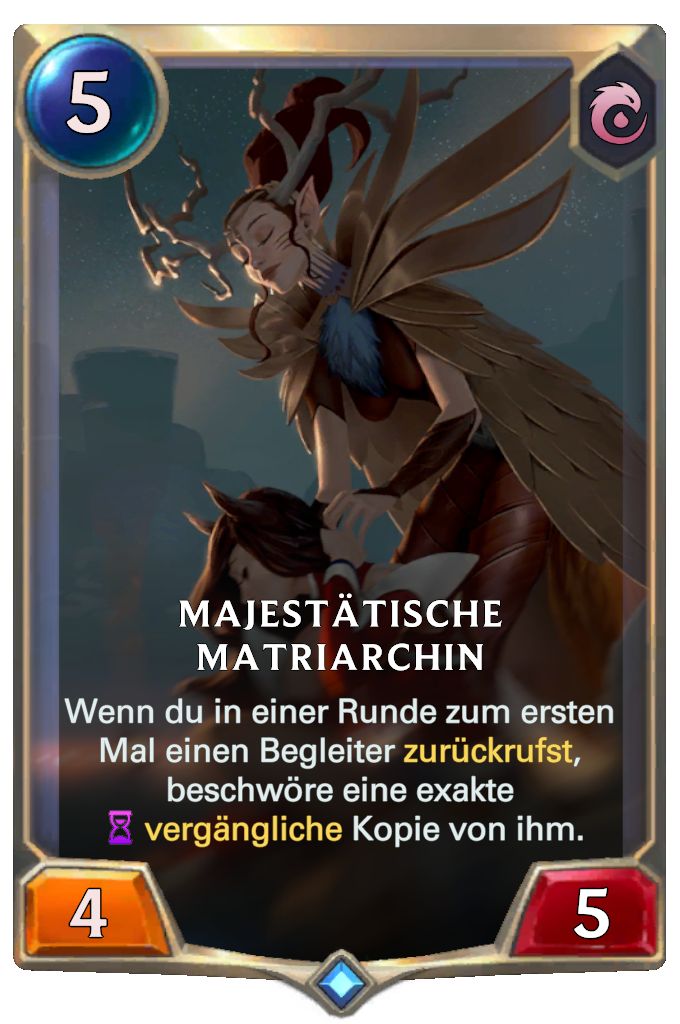 5
MAJESTÄTISCHE
MATRIARCHIN
Wenn du in einer Runde zum ersten
Mal einen Begleiter zurückrufst,
beschwöre eine exakte
vergängliche Kopie von ihm.
4
5